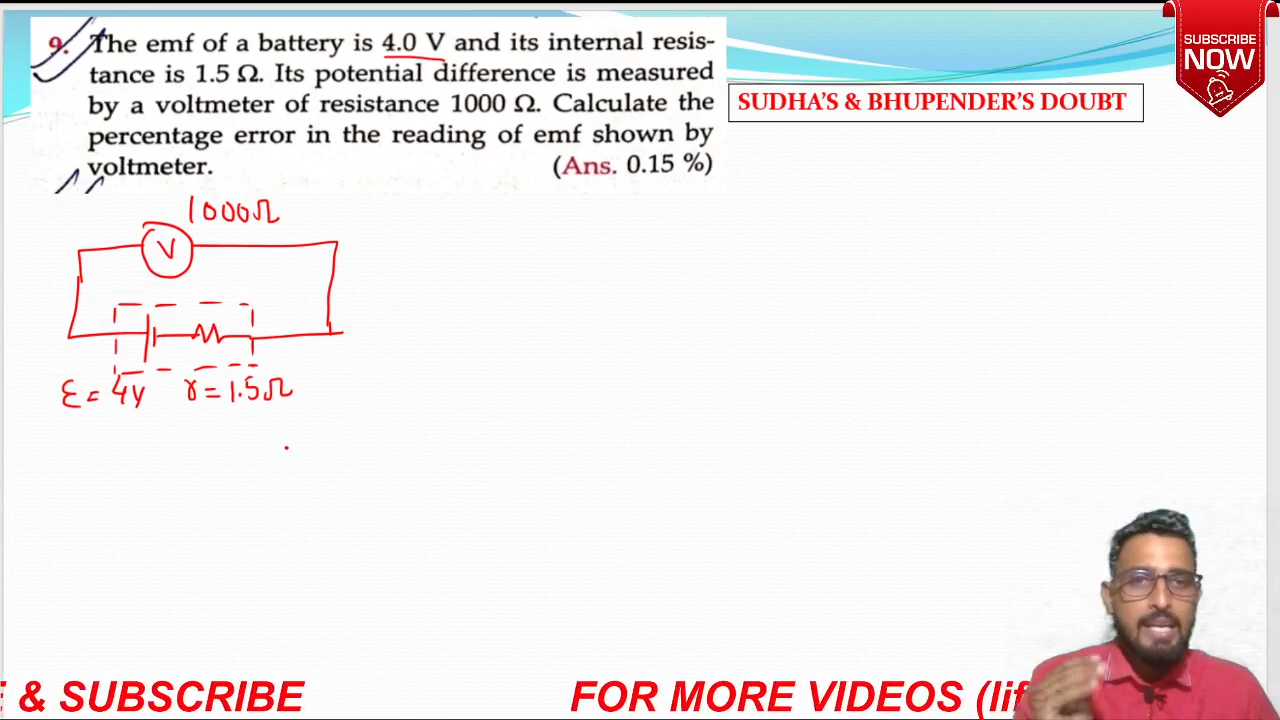 9. The emf of a battery is 4.0 V and its internal resis-
tance is 1.5 Ω. Its potential difference is measured
by a voltmeter of resistance 1000 Ω. Calculate the
percentage error in the reading of emf shown by
voltmeter. (Ans. 0.15 %)
SUDHA'S & BHUPENDER'S DOUBT
SUBSCRIBE
NOW
1000Ω
V
ε = 4V r = 1.5Ω
E & SUBSCRIBE FOR MORE VIDEOS (lif